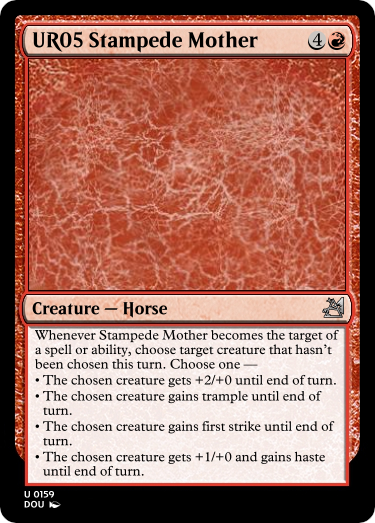 UR05 Stampede Mother 4
Creature — Horse
Whenever Stampede Mother becomes the target of
a spell or ability, choose target creature that hasn't
been chosen this turn. Choose one —
• The chosen creature gets +2/+0 until end of turn.
• The chosen creature gains trample until end of
turn.
• The chosen creature gains first strike until end of
turn.
• The chosen creature gets +1/+0 and gains haste
until end of turn.
U 0159
DOU